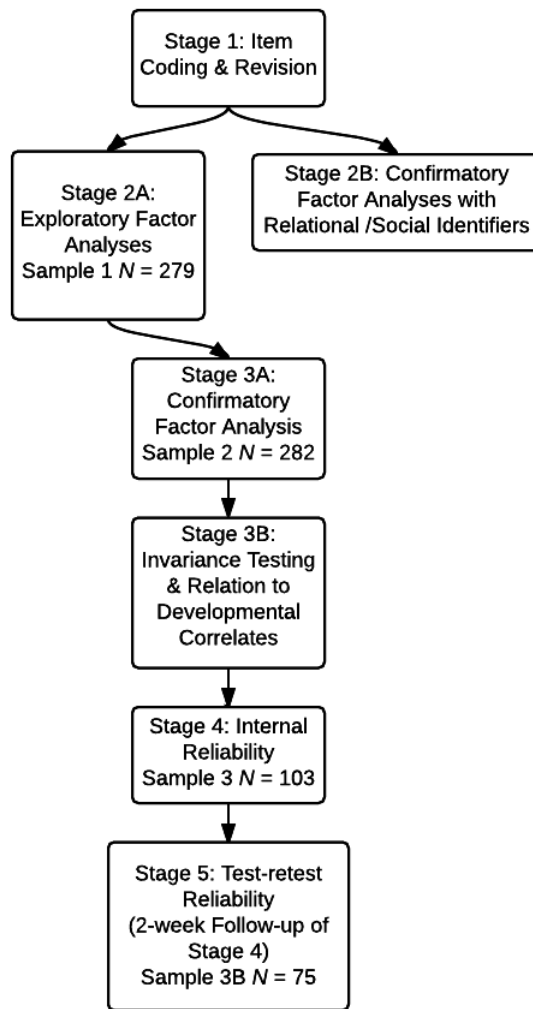 Stage 1: Item
Coding & Revision
Stage 2A:
Exploratory Factor
Analyses
Sample 1 N = 279
Stage 2B: Confirmatory
Factor Analyses with
Relational /Social Identifiers
Stage 3A:
Confirmatory
Factor Analysis
Sample 2 N = 282
Stage 3B:
Invariance Testing
& Relation to
Developmental
Correlates
Stage 4: Internal
Reliability
Sample 3 N = 103
Stage 5: Test-retest
Reliability
(2-week Follow-up of
Stage 4)
Sample 3B N = 75